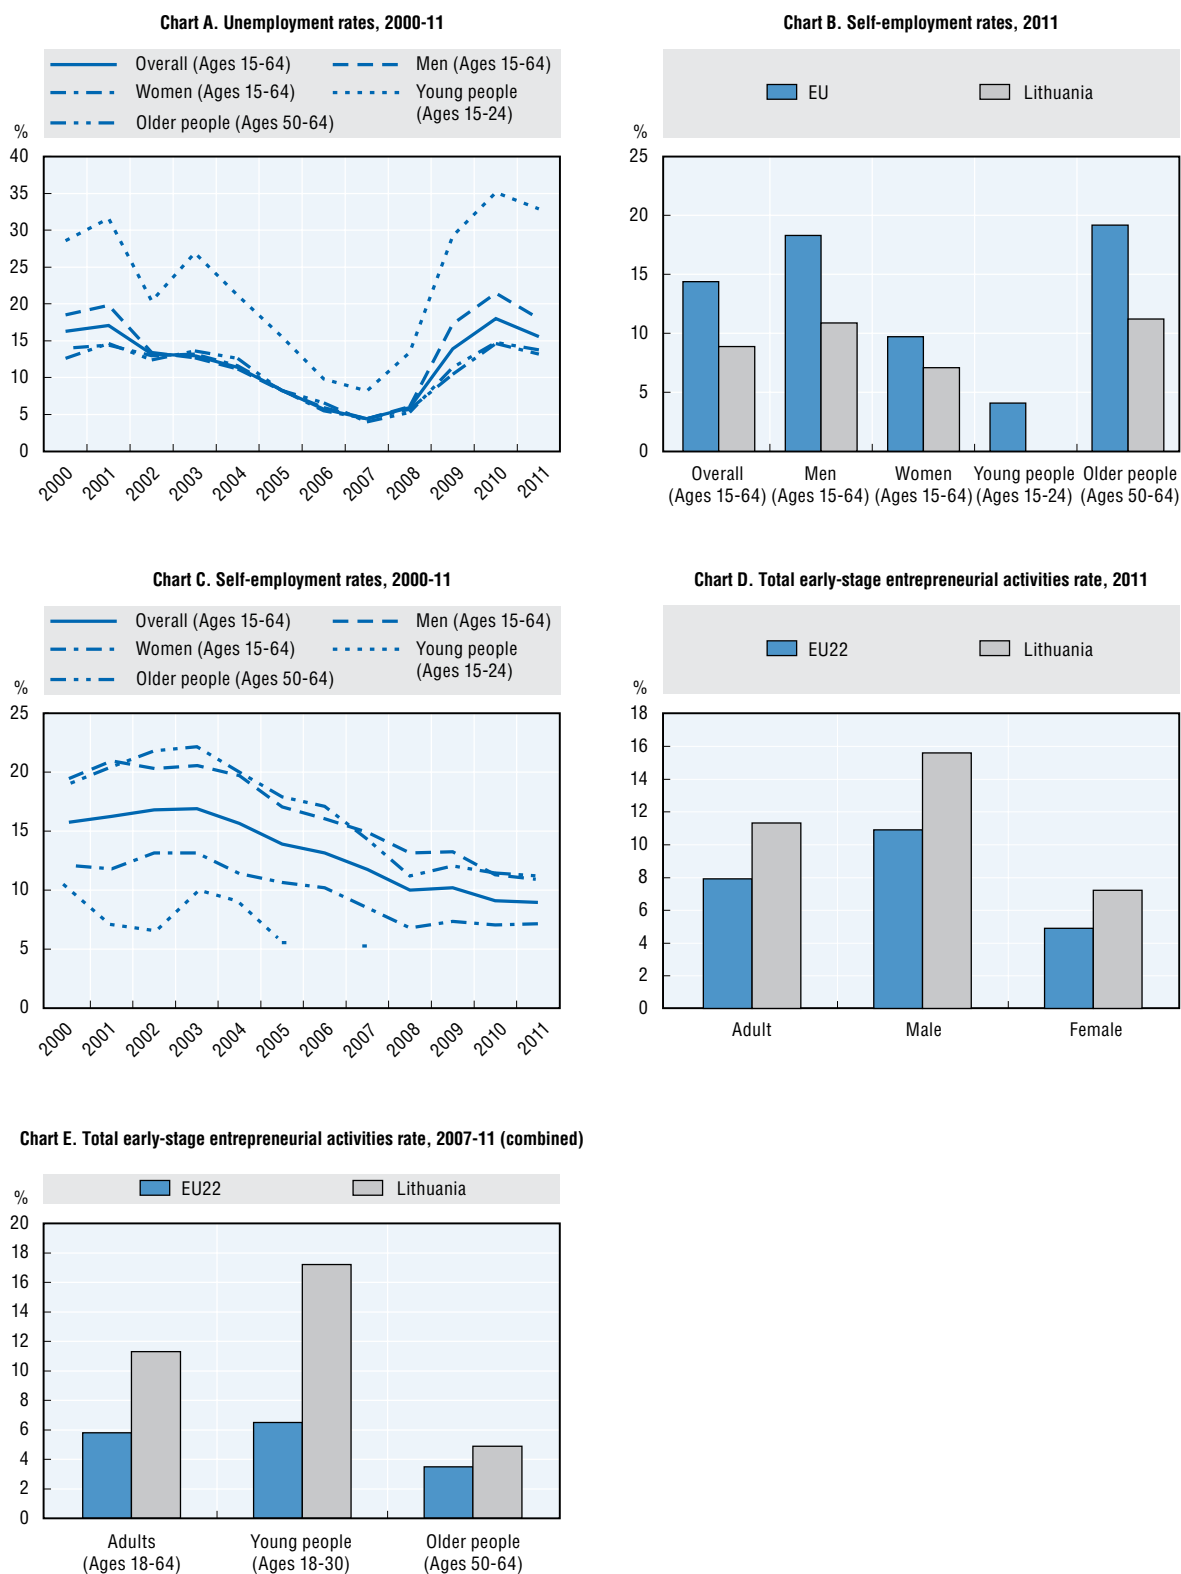 Chart A. Unemployment rates, 2000-11
Overall (Ages 15-64)
Men (Ages 15-64)
Women (Ages 15-64)
Young people
(Ages 15-24)
Older people (Ages 50-64)
%
40
35
30
25
20
15
10
5
0
2000
2001
2002
2003
2004
2005
2006
2007
2008
2009
2010
2011
Chart B. Self-employment rates, 2011
EU
Lithuania
%
25
20
15
10
5
0
Overall
(Ages 15-64)
Men
(Ages 15-64)
Women
(Ages 15-64)
Young people
(Ages 15-24)
Older people
(Ages 50-64)
Chart C. Self-employment rates, 2000-11
Overall (Ages 15-64)
Men (Ages 15-64)
Women (Ages 15-64)
Young people
(Ages 15-24)
Older people (Ages 50-64)
%
25
20
15
10
5
0
2000
2001
2002
2003
2004
2005
2006
2007
2008
2009
2010
2011
Chart D. Total early-stage entrepreneurial activities rate, 2011
EU22
Lithuania
%
18
16
14
12
10
8
6
4
2
0
Adult
Male
Female
Chart E. Total early-stage entrepreneurial activities rate, 2007-11 (combined)
EU22
Lithuania
%
20
18
16
14
12
10
8
6
4
2
0
Adults
(Ages 18-64)
Young people
(Ages 18-30)
Older people
(Ages 50-64)